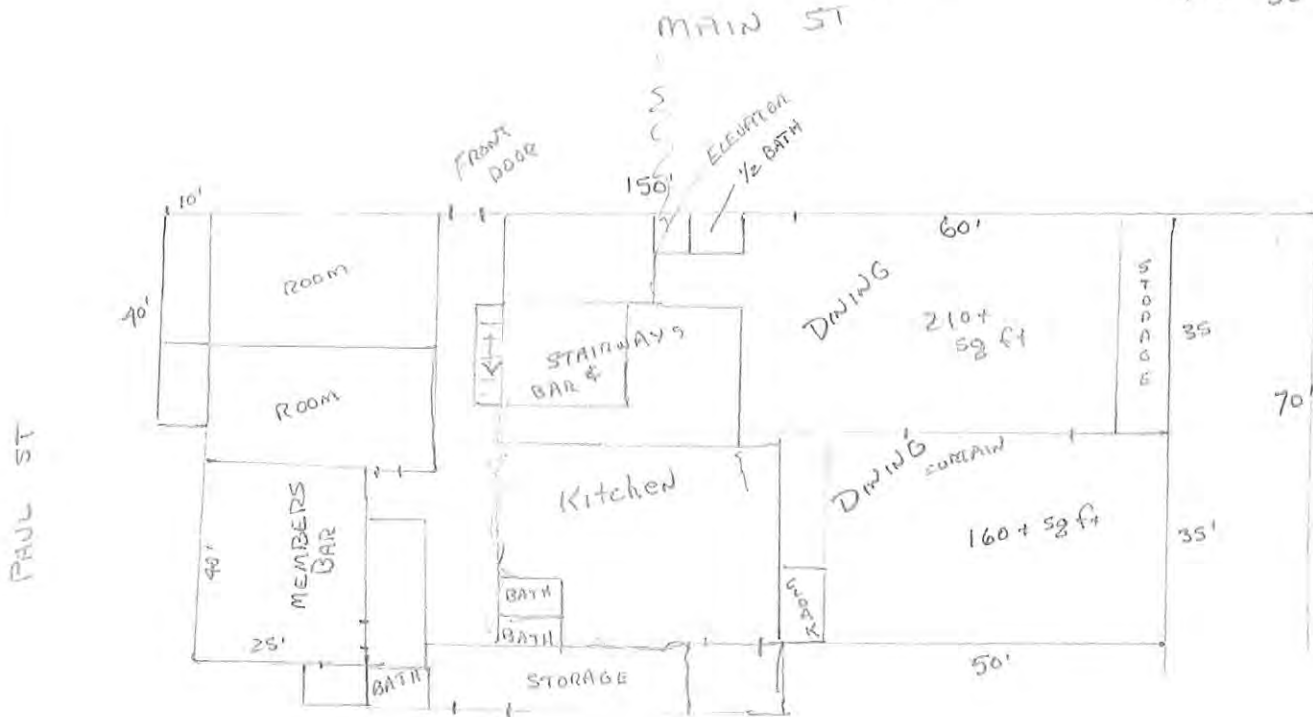 MAIN ST
FRONT
DOOR
ELEVATOR
1/2 BATH
150'
10'
60'
40'
ROOM
DINING
210+
sq ft
STORAGE
35
70'
STAIRWAYS
BAR &
ROOM
PAUL ST
MEMBERS
BAR
40'
25'
Kitchen
DINING
CURTAIN
160+ sq ft
35'
BATH
BATH
BATH
STORAGE
50'